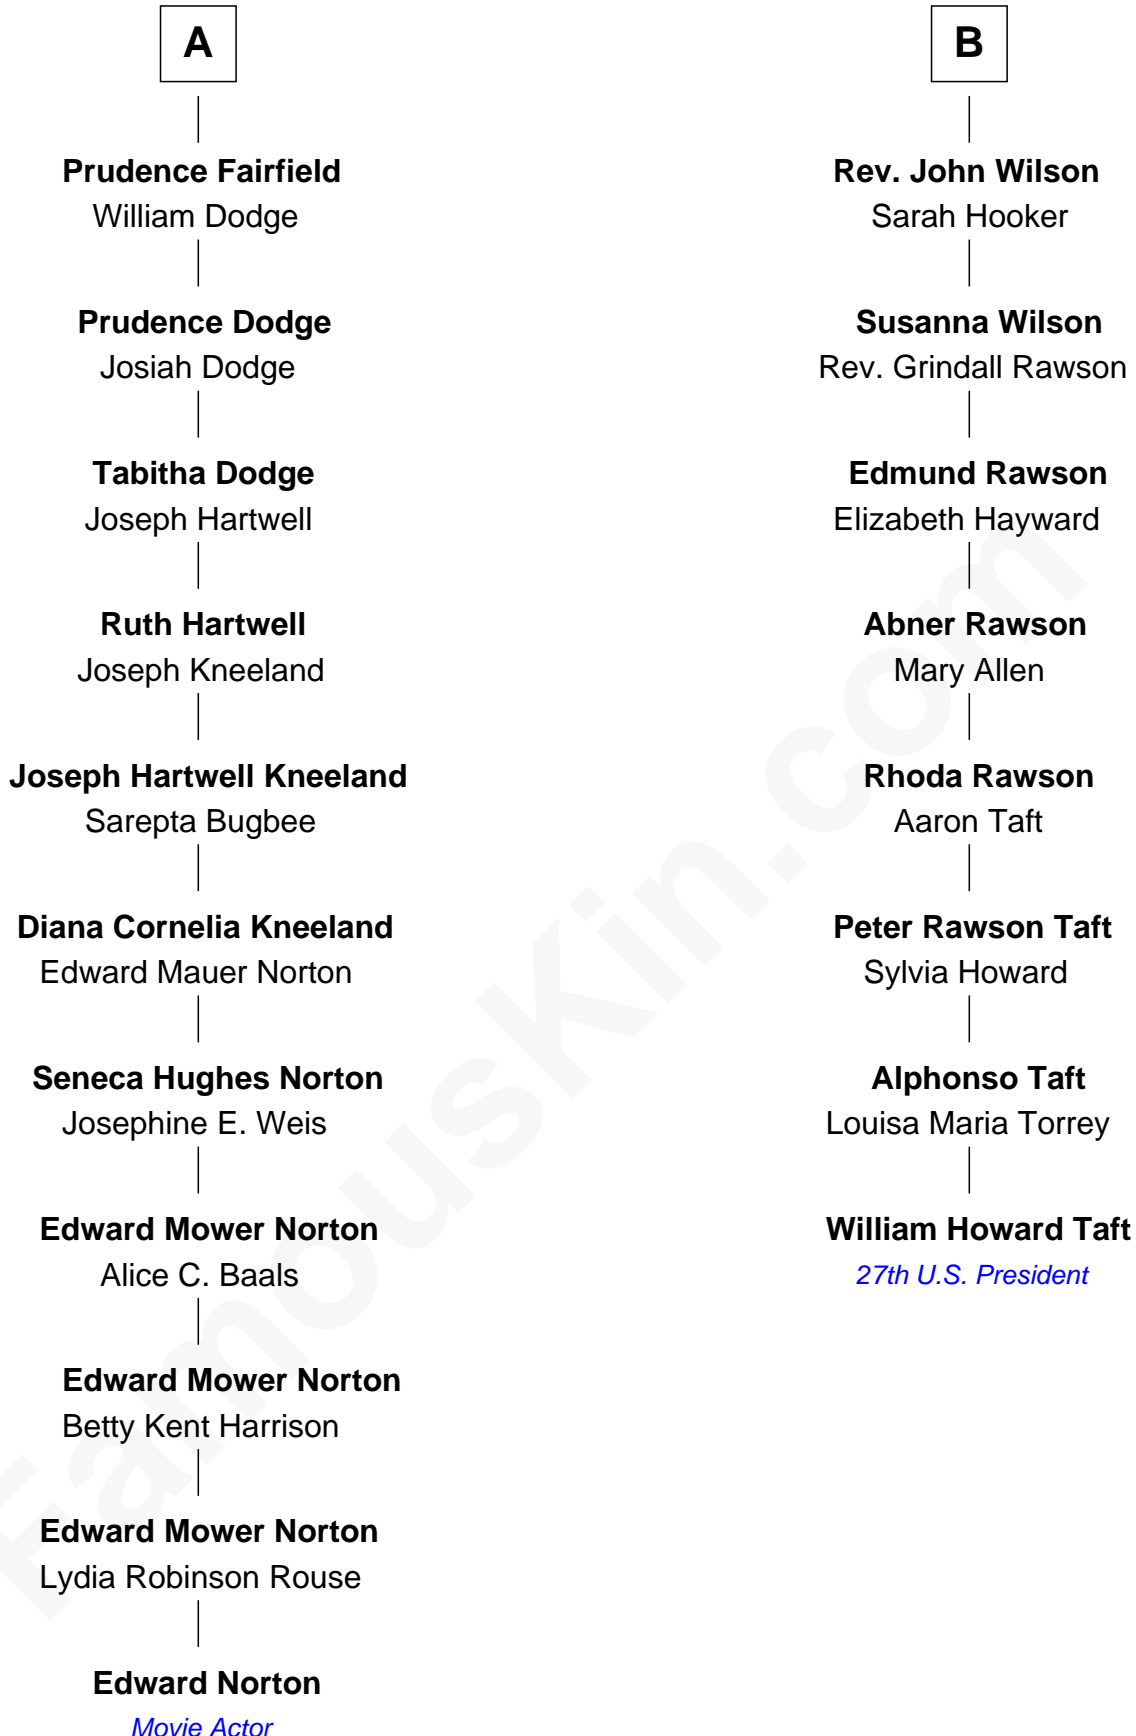 A
Prudence Fairfield
William Dodge
Prudence Dodge
Josiah Dodge
Tabitha Dodge
Joseph Hartwell
Ruth Hartwell
Joseph Kneeland
Joseph Hartwell Kneeland
Sarepta Bugbee
Diana Cornelia Kneeland
Edward Mauer Norton
Seneca Hughes Norton
Josephine E. Weis
Edward Mower Norton
Alice C. Baals
Edward Mower Norton
Betty Kent Harrison
Edward Mower Norton
Lydia Robinson Rouse
Edward Norton
Movie Actor
B
Rev. John Wilson
Sarah Hooker
Susanna Wilson
Rev. Grindall Rawson
Edmund Rawson
Elizabeth Hayward
Abner Rawson
Mary Allen
Rhoda Rawson
Aaron Taft
Peter Rawson Taft
Sylvia Howard
Alphonso Taft
Louisa Maria Torrey
William Howard Taft
27th U.S. President
FamousKin.com